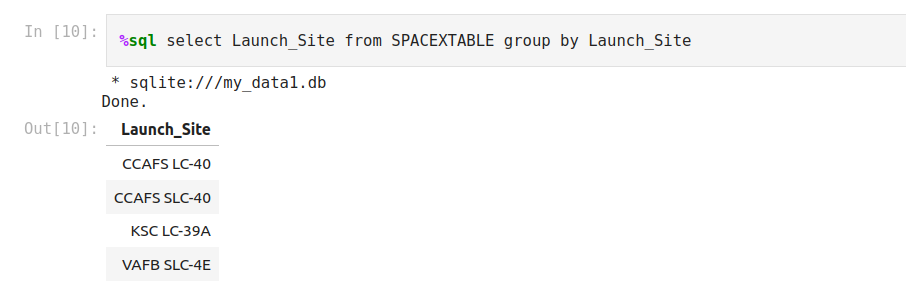 In [10]: %sql select Launch_Site from SPACEXTABLE group by Launch_Site
* sqlite:///my_data1.db
Done.
Out[10]: Launch_Site
CCAFS LC-40
CCAFS SLC-40
KSC LC-39A
VAFB SLC-4E